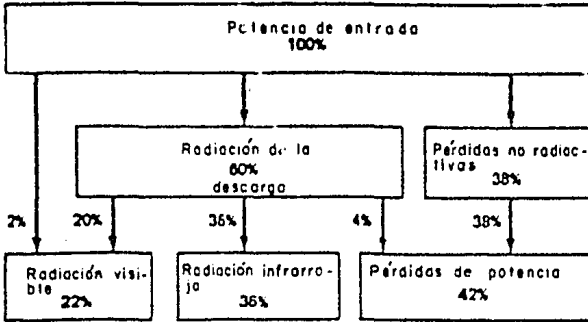 Potencia de entrada
100%
Radiación de la
60%
descarga
Pérdidas no radiac-
tivas
38%
2%
20%
36%
4%
38%
Radiación visi-
ble
22%
Radiación infrarro-
ja
36%
Pérdidas de potencia
42%